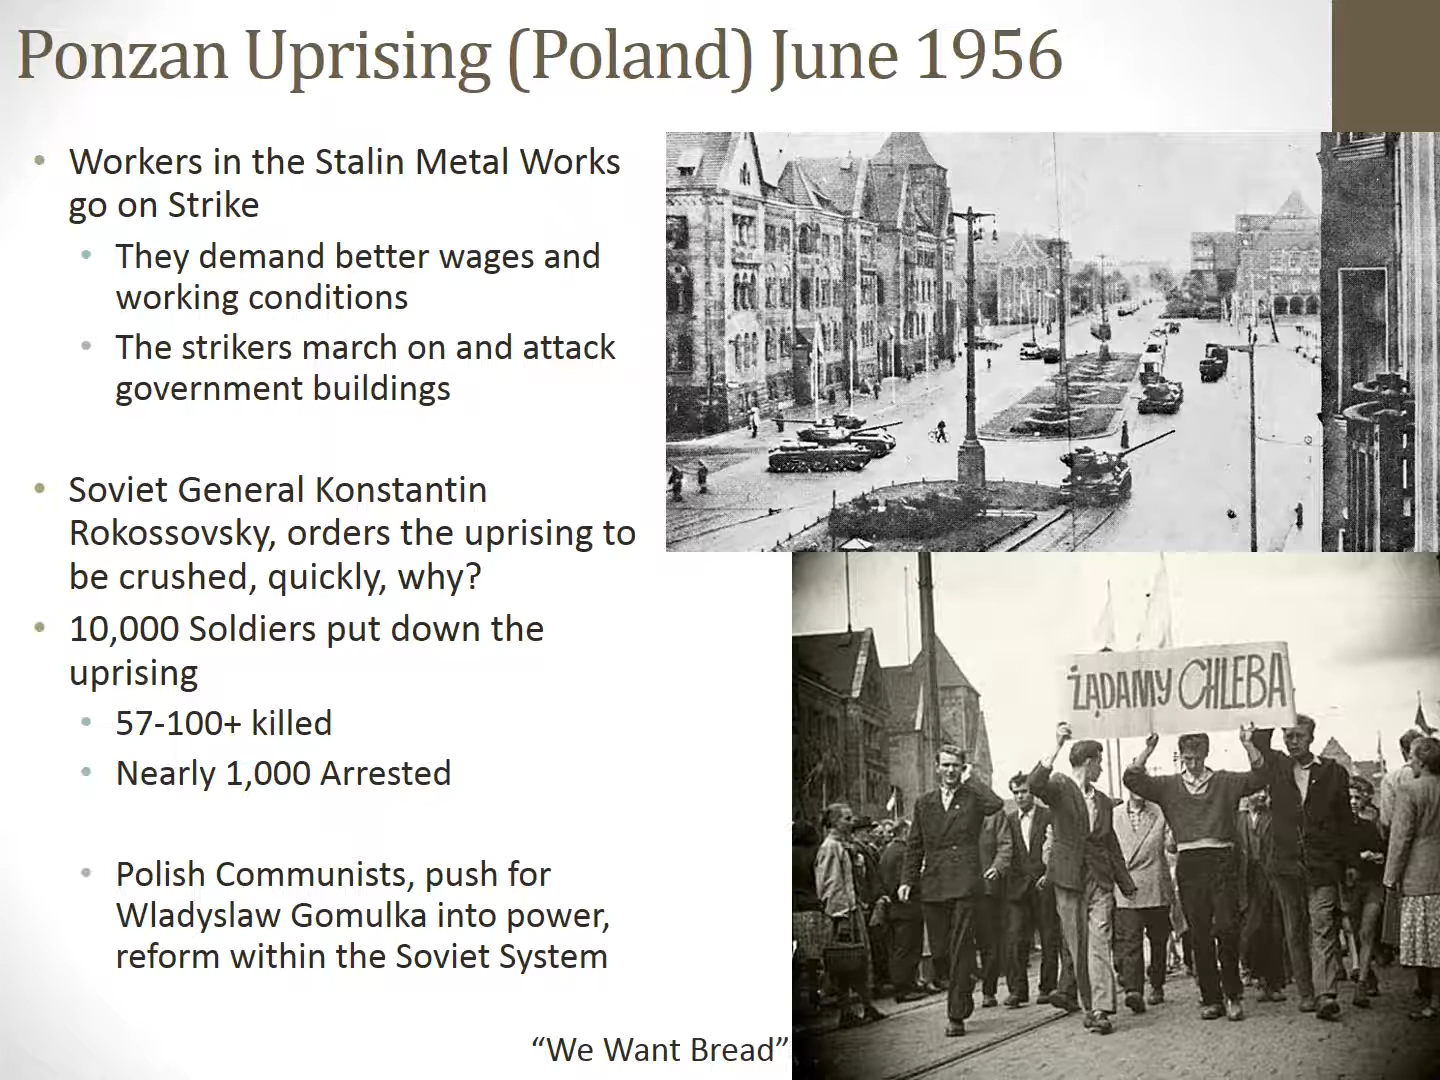 Ponzan Uprising (Poland) June 1956
• Workers in the Stalin Metal Works
go on Strike
• They demand better wages and
working conditions
• The strikers march on and attack
government buildings
• Soviet General Konstantin
Rokossovsky, orders the uprising to
be crushed, quickly, why?
• 10,000 Soldiers put down the
uprising
• 57-100+ killed
• Nearly 1,000 Arrested
• Polish Communists, push for
Wladyslaw Gomulka into power,
reform within the Soviet System
ŻĄDAMY CHLEBA
“We Want Bread”